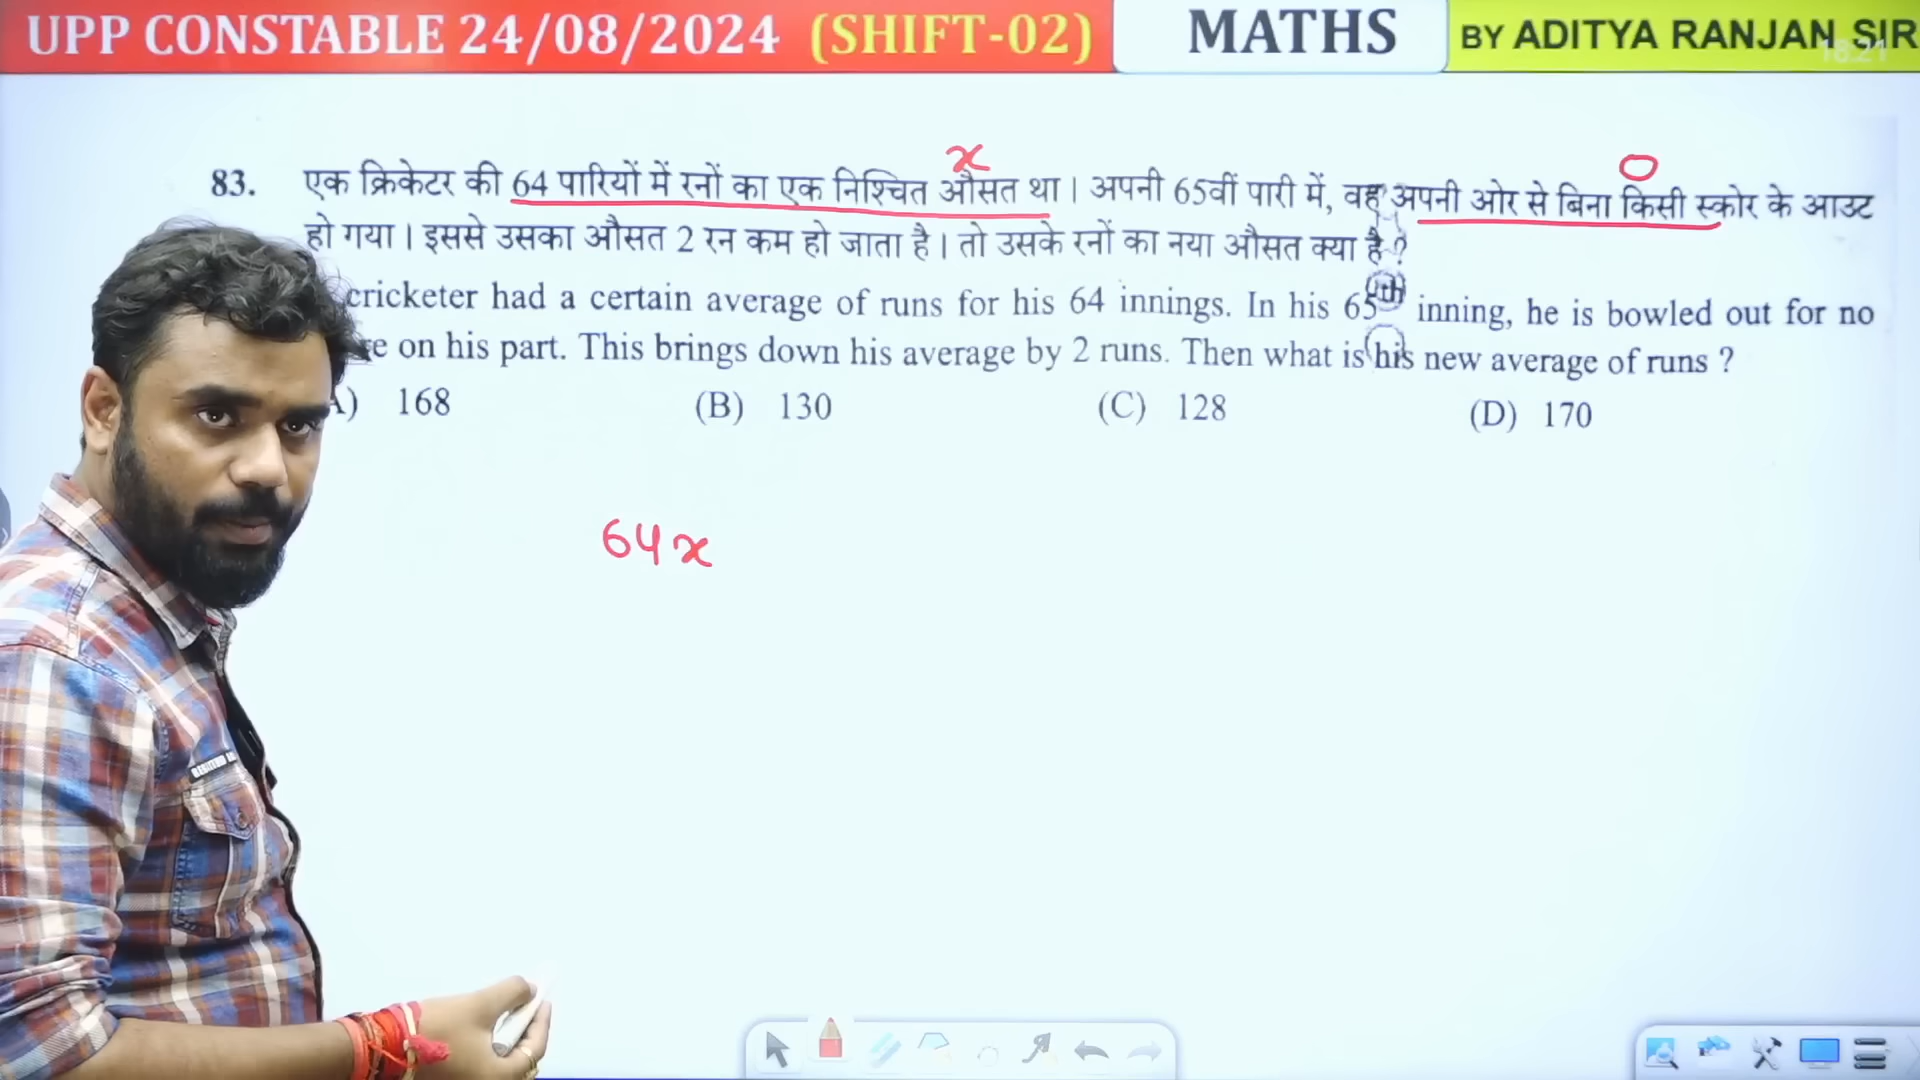 UPP CONSTABLE 24/08/2024 (SHIFT-02) MATHS BY ADITYA RANJAN SIR
18:21
x 0
83. एक क्रिकेटर की 64 पारियों में रनों का एक निश्चित औसत था। अपनी 65वीं पारी में, वह अपनी ओर से बिना किसी स्कोर के आउट
हो गया। इससे उसका औसत 2 रन कम हो जाता है। तो उसके रनों का नया औसत क्या है?
cricketer had a certain average of runs for his 64 innings. In his 65th inning, he is bowled out for no
on his part. This brings down his average by 2 runs. Then what is his new average of runs ?
168 (B) 130 (C) 128 (D) 170
64x